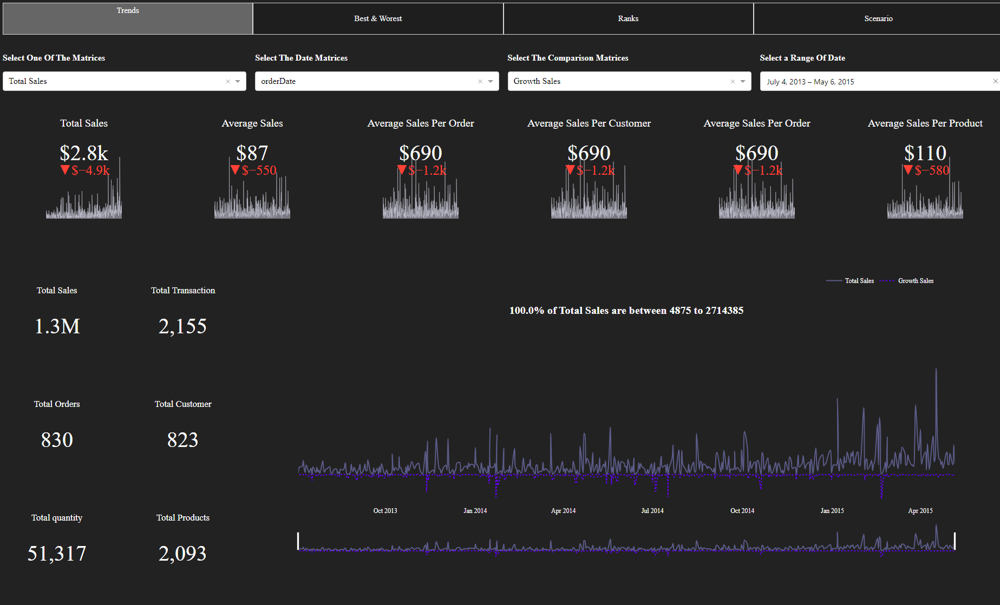 Trends
Best & Worest
Ranks
Scenario
Select One Of The Matrices
Select The Date Matrices
Select The Comparison Matrices
Select a Range Of Date
Total Sales
orderDate
Growth Sales
July 4, 2013 – May 6, 2015
Total Sales
Average Sales
Average Sales Per Order
Average Sales Per Customer
Average Sales Per Order
Average Sales Per Product
$2.8k
$87
$690
$690
$690
$110
▼$−4.9k
▼$−550
▼$−1.2k
▼$−1.2k
▼$−1.2k
▼$−580
Total Sales
Growth Sales
Total Sales
Total Transaction
100.0% of Total Sales are between 4875 to 2714385
1.3M
2,155
Total Orders
Total Customer
830
823
Oct 2013
Jan 2014
Apr 2014
Jul 2014
Oct 2014
Jan 2015
Apr 2015
Total quantity
Total Products
51,317
2,093